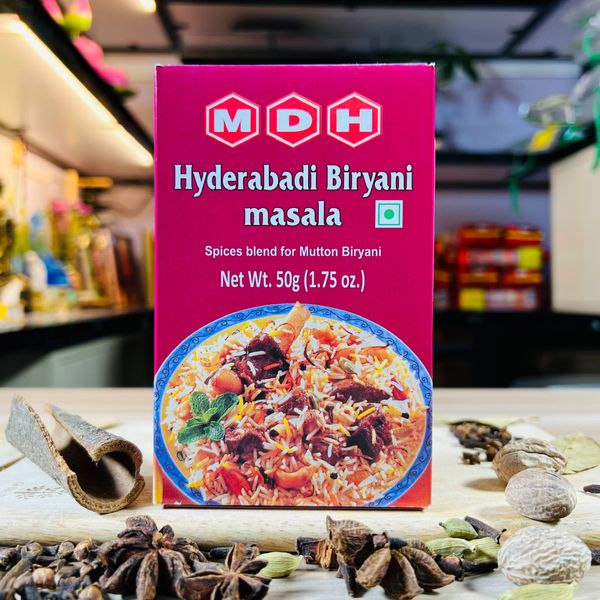 MDH
Hyderabadi Biryani
masala
Spices blend for Mutton Biryani
Net Wt. 50g (1.75 oz.)